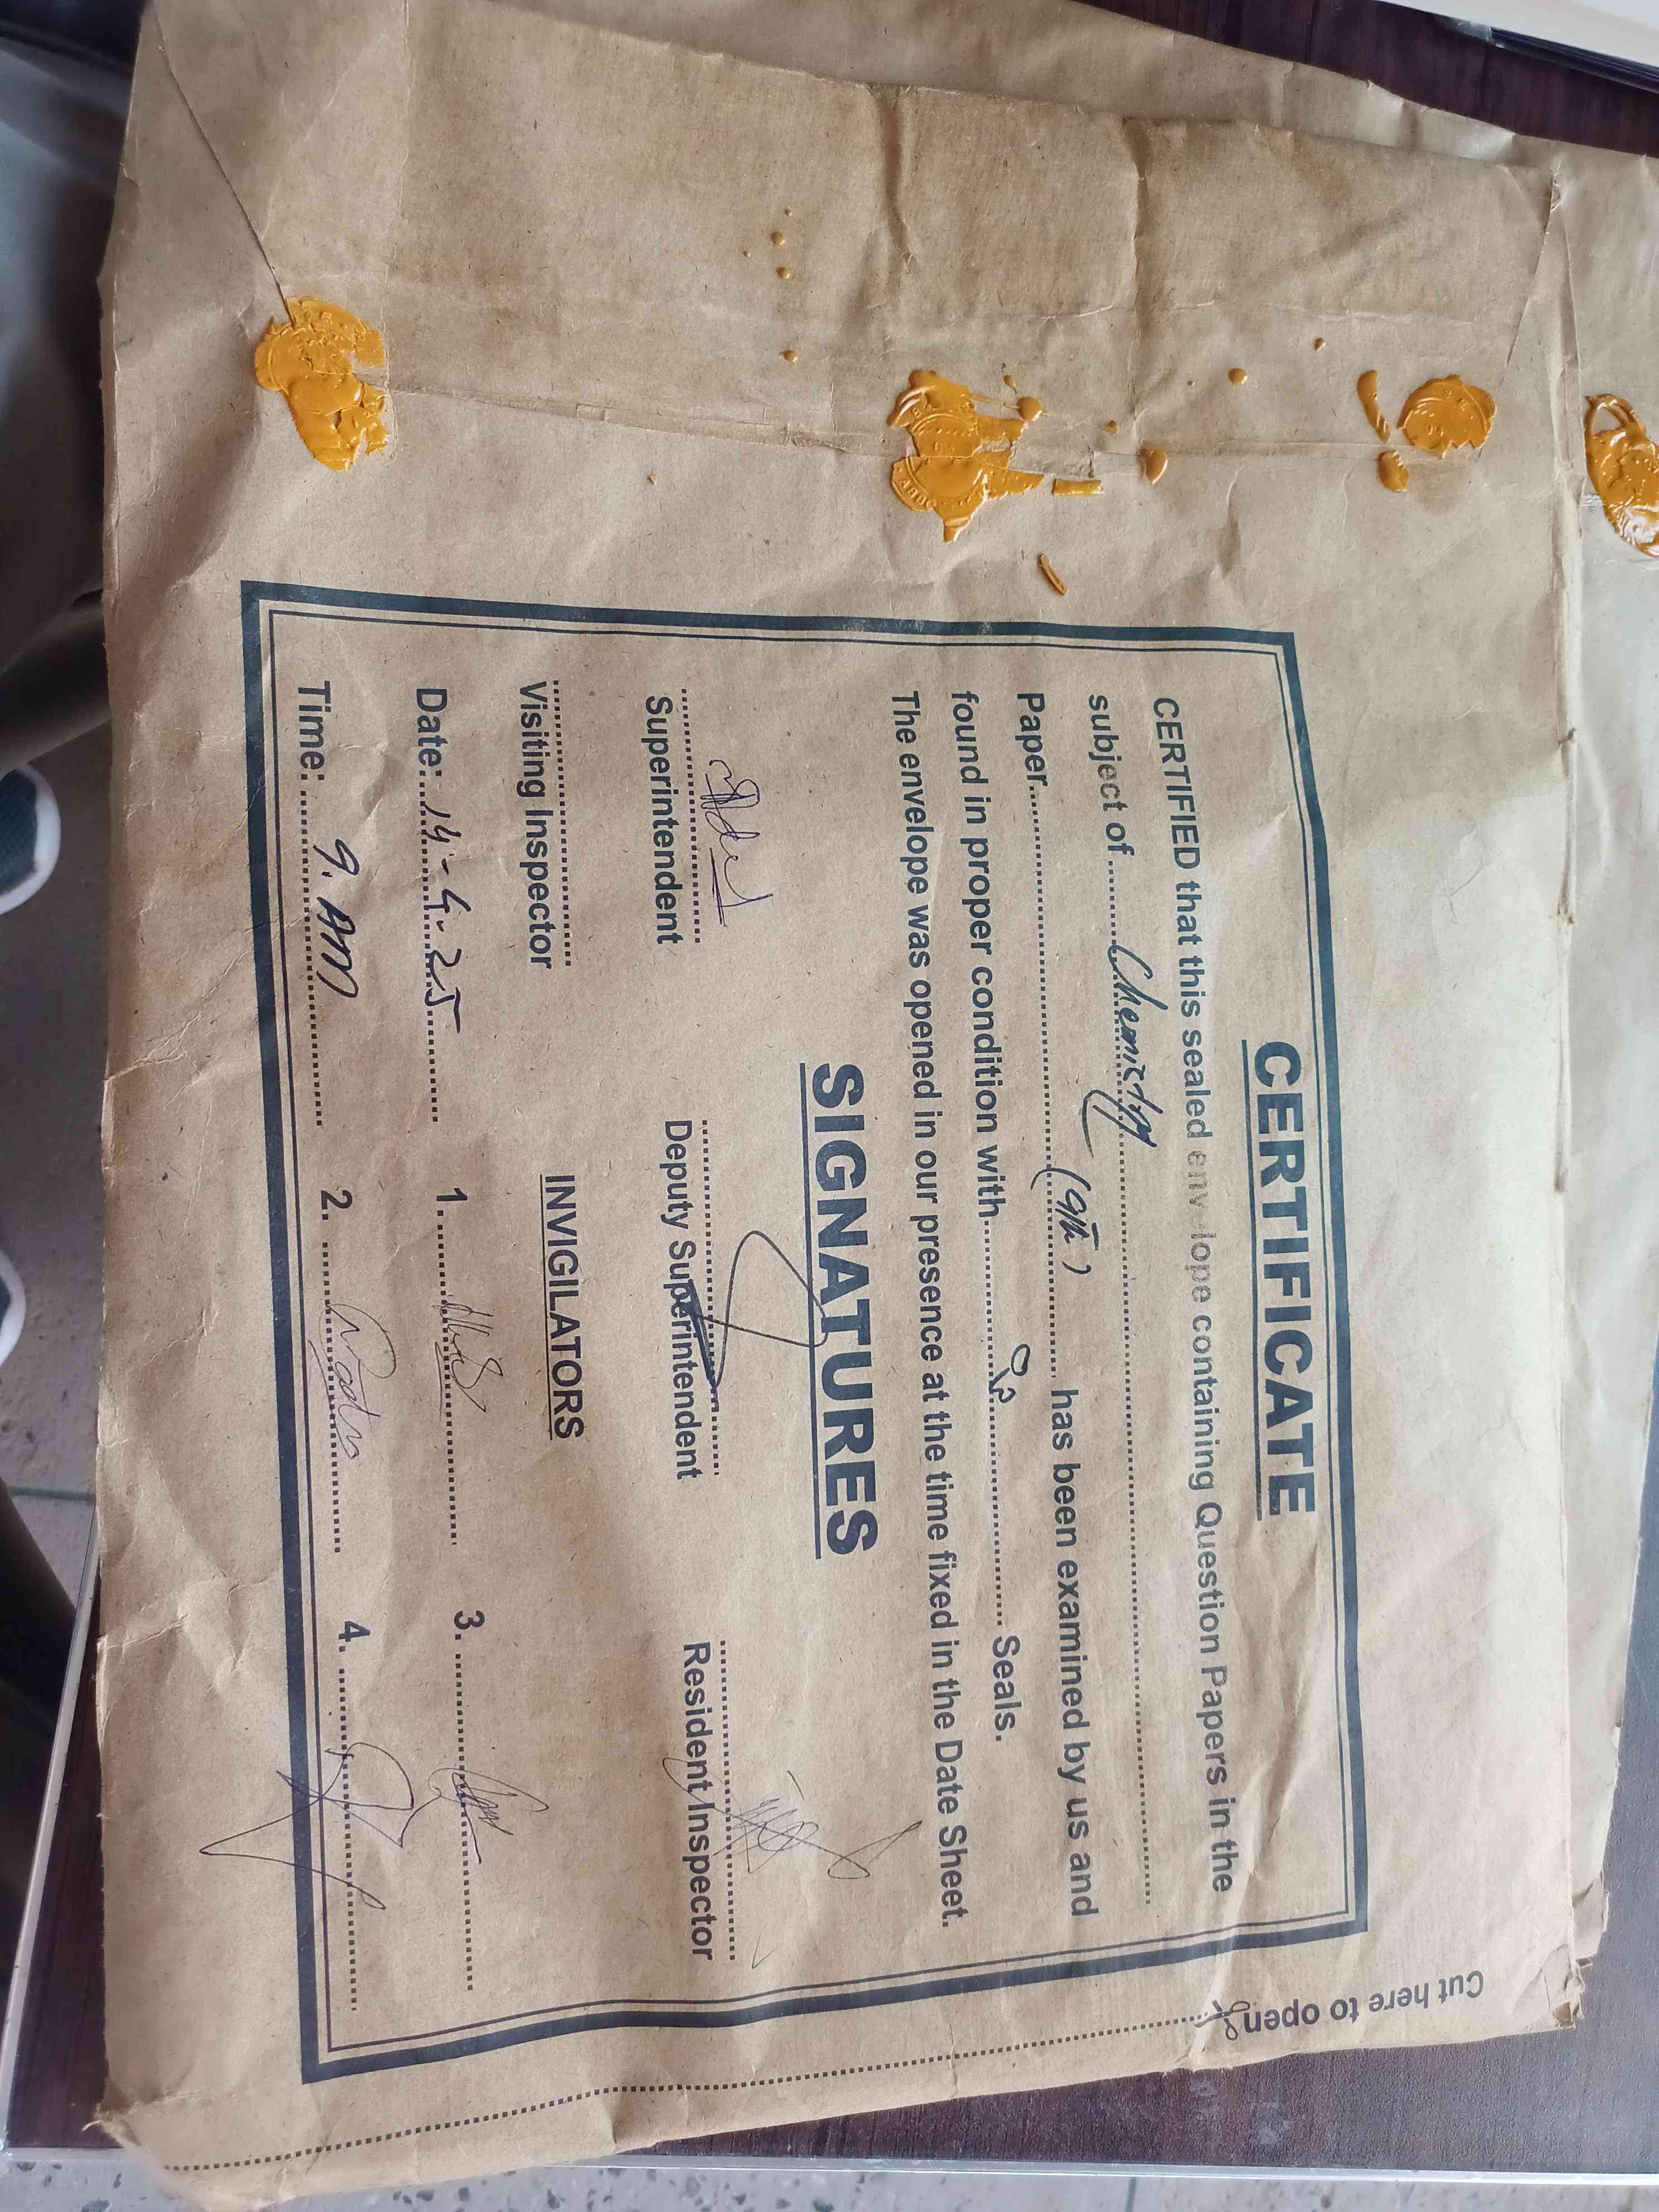 CERTIFICATE
CERTIFIED that this sealed envelope containing Question Papers in the
subject of Chemistry
Paper (9th) has been examined by us and
found in proper condition with Seals.
The envelope was opened in our presence at the time fixed in the Date Sheet.
SIGNATURES
Superintendent Deputy Superintendent Resident Inspector
Visiting Inspector INVIGILATORS
Date: 14-4-25 1. 3.
Time: 9. AM 2. 4.
Cut here to open